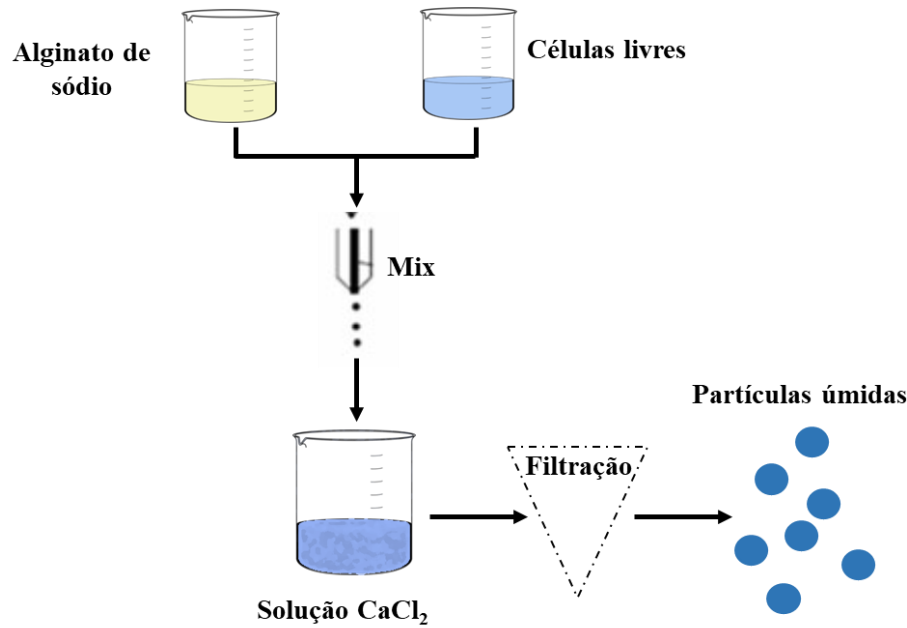 Alginato de
sódio
Células livres
Mix
Partículas úmidas
Filtração
Solução CaCl₂